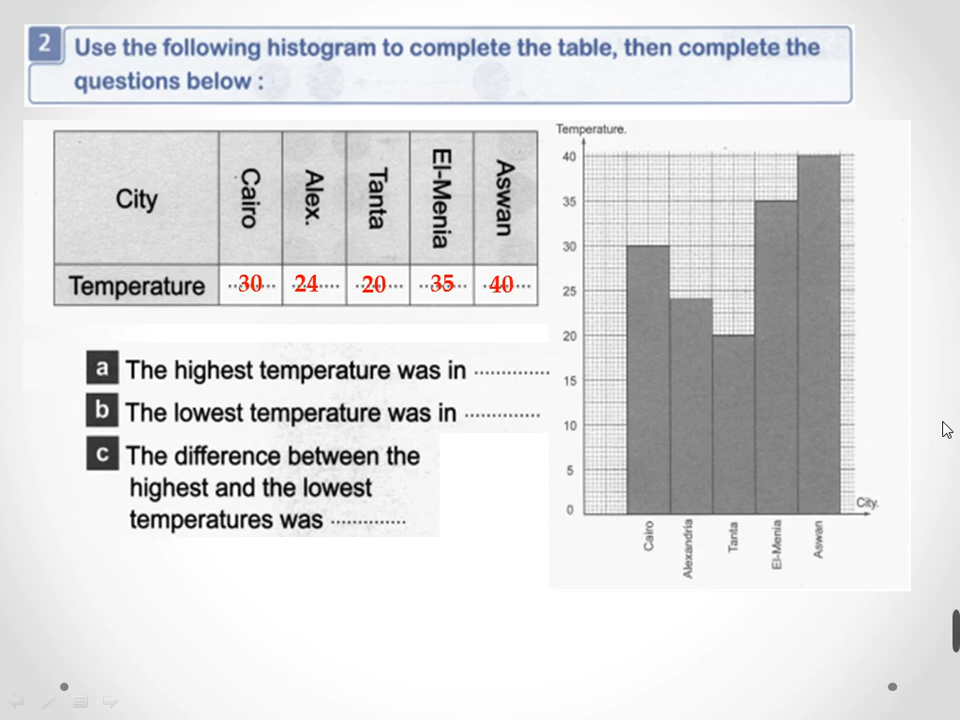 2 Use the following histogram to complete the table, then complete the
questions below :
City Cairo Alex. Tanta El-Menia Aswan
Temperature 30 24 20 35 40
a The highest temperature was in .............
b The lowest temperature was in .............
c The difference between the
highest and the lowest
temperatures was .............
Temperature.
40
35
30
25
20
15
10
5
0
City.
Cairo
Alexandria
Tanta
El-Menia
Aswan